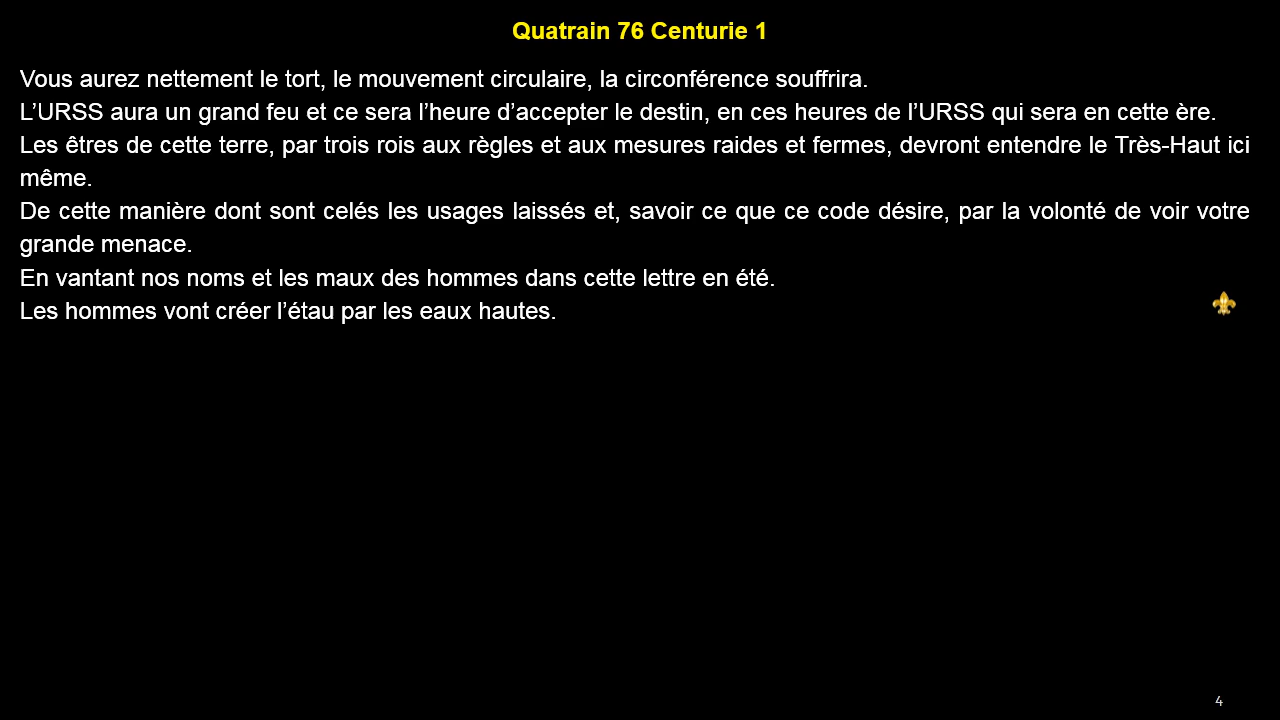 Quatrain 76 Centurie 1
Vous aurez nettement le tort, le mouvement circulaire, la circonférence souffrira.
L’URSS aura un grand feu et ce sera l’heure d’accepter le destin, en ces heures de l’URSS qui sera en cette ère.
Les êtres de cette terre, par trois rois aux règles et aux mesures raides et fermes, devront entendre le Très-Haut ici
même.
De cette manière dont sont celés les usages laissés et, savoir ce que ce code désire, par la volonté de voir votre
grande menace.
En vantant nos noms et les maux des hommes dans cette lettre en été.
Les hommes vont créer l’étau par les eaux hautes.
4